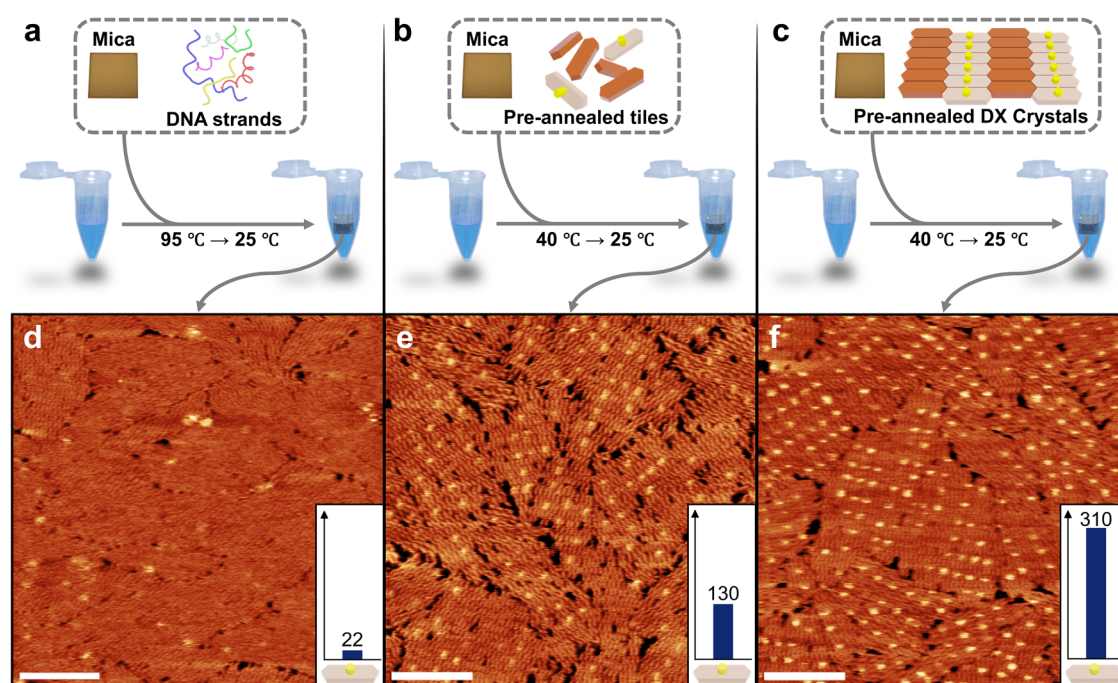 a
Mica
DNA strands
95 ℃ → 25 ℃
b
Mica
Pre-annealed tiles
40 ℃ → 25 ℃
c
Mica
Pre-annealed DX Crystals
40 ℃ → 25 ℃
d
22
e
130
f
310